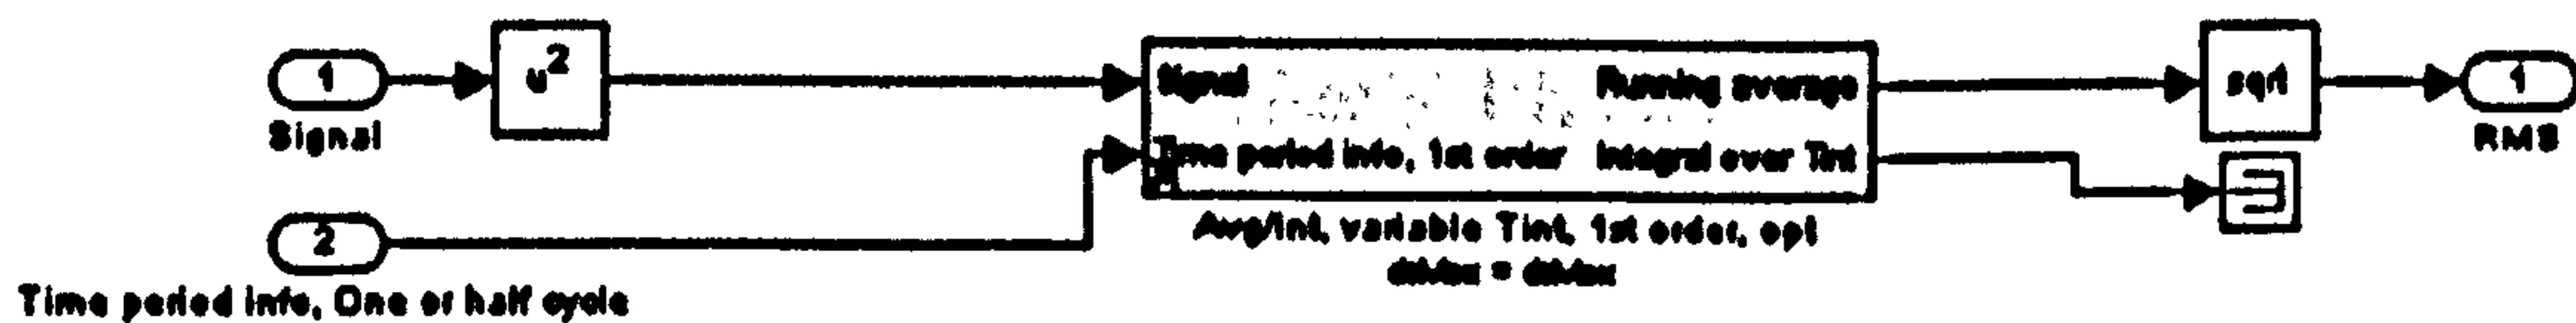 1
Signal
u²
Signal
Running average
Time period info, 1st order
Integral over Tint
Avg/Int, variable Tint, 1st order, opt
sqrt
1
RMS
2
Time period info, One or half cycle